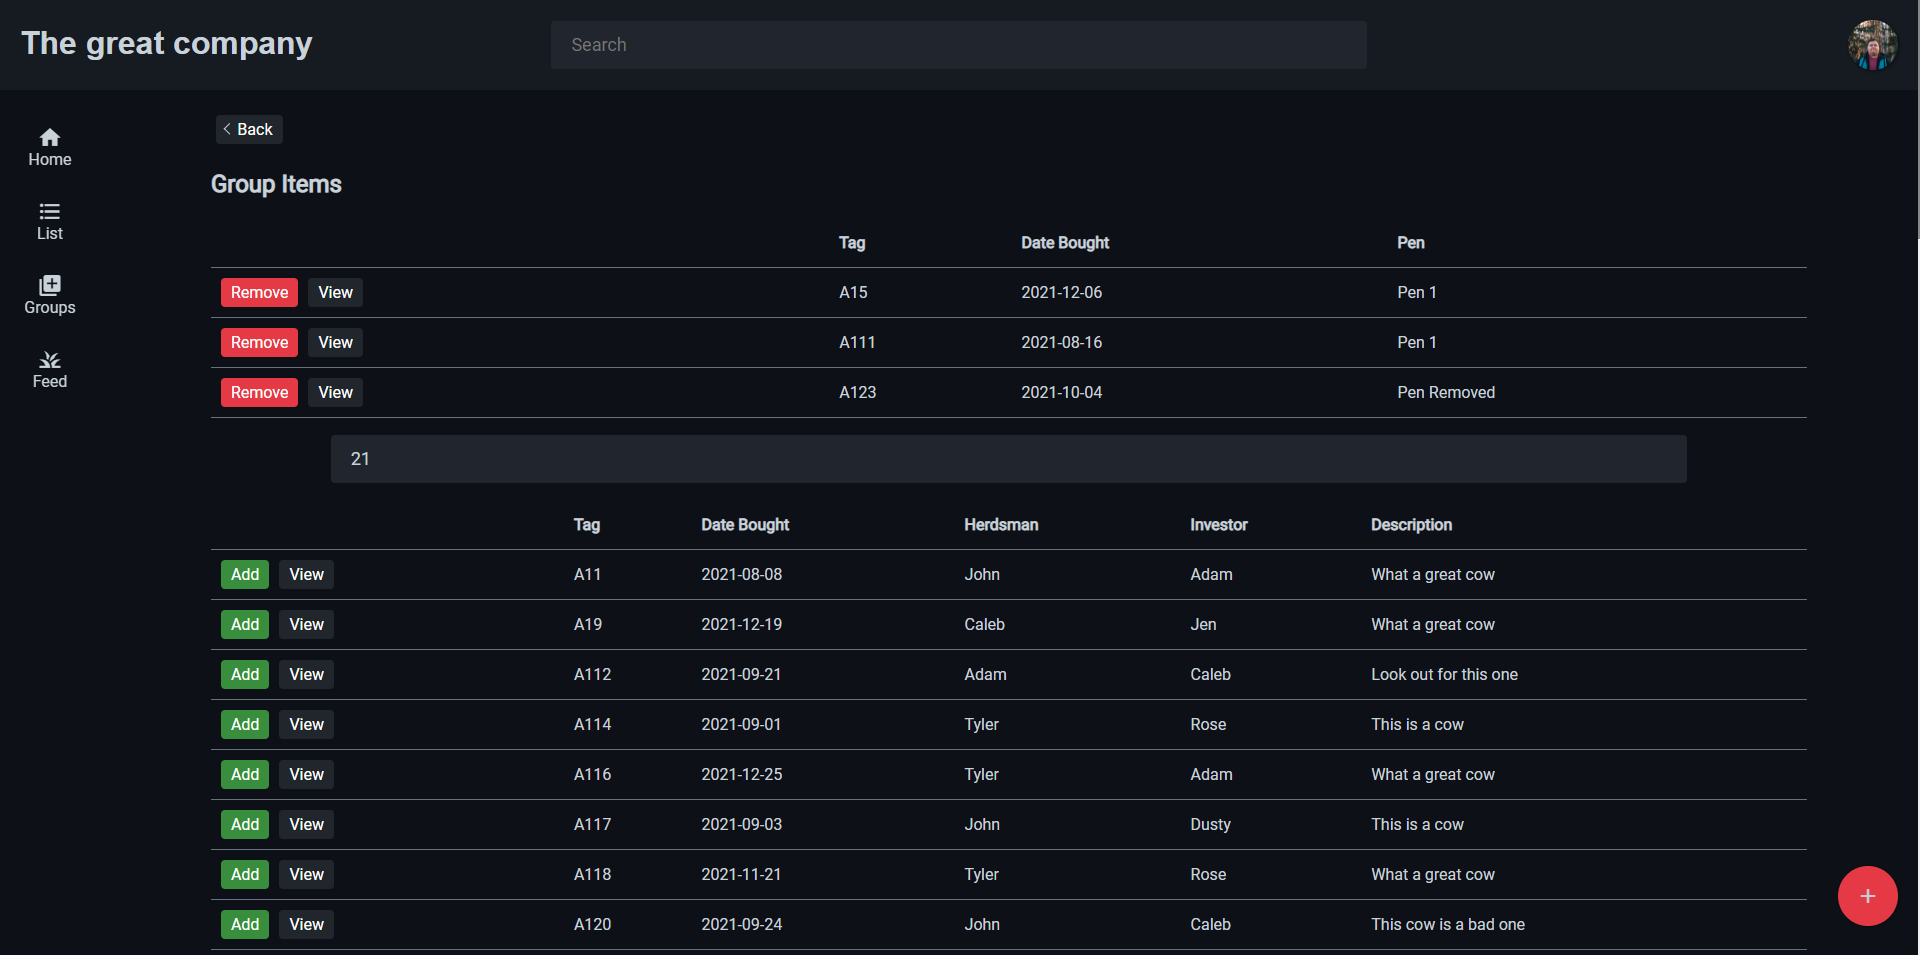 The great company
Search
Home
List
Groups
Feed
Back
Group Items
Tag Date Bought Pen
Remove View A15 2021-12-06 Pen 1
Remove View A111 2021-08-16 Pen 1
Remove View A123 2021-10-04 Pen Removed
21
Tag Date Bought Herdsman Investor Description
Add View A11 2021-08-08 John Adam What a great cow
Add View A19 2021-12-19 Caleb Jen What a great cow
Add View A112 2021-09-21 Adam Caleb Look out for this one
Add View A114 2021-09-01 Tyler Rose This is a cow
Add View A116 2021-12-25 Tyler Adam What a great cow
Add View A117 2021-09-03 John Dusty This is a cow
Add View A118 2021-11-21 Tyler Rose What a great cow
Add View A120 2021-09-24 John Caleb This cow is a bad one
+